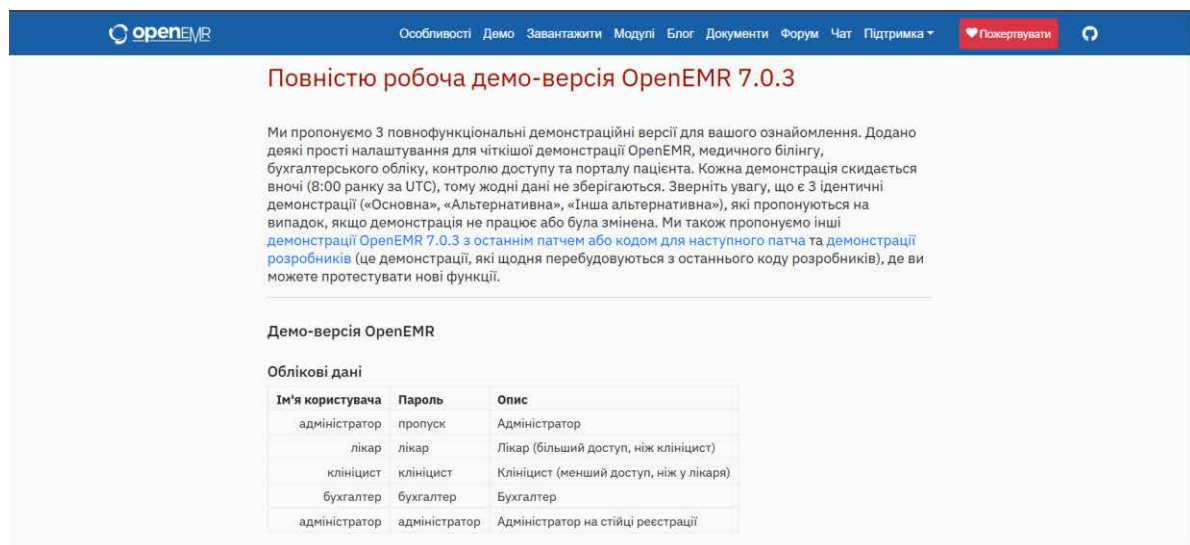 openEMR
Особливості Демо Завантажити Модулі Блог Документи Форум Чат Підтримка Пожертвувати
Повністю робоча демо-версія OpenEMR 7.0.3
Ми пропонуємо 3 повнофункціональні демонстраційні версії для вашого ознайомлення. Додано
деякі прості налаштування для чіткішої демонстрації OpenEMR, медичного білінгу,
бухгалтерського обліку, контролю доступу та порталу пацієнта. Кожна демонстрація скидається
вночі (8:00 ранку за UTC), тому жодні дані не зберігаються. Зверніть увагу, що є 3 ідентичні
демонстрації («Основна», «Альтернативна», «Інша альтернативна»), які пропонуються на
випадок, якщо демонстрація не працює або була змінена. Ми також пропонуємо інші
демонстрації OpenEMR 7.0.3 з останнім патчем або кодом для наступного патча та демонстрації
розробників (це демонстрації, які щодня перебудовуються з останнього коду розробників), де ви
можете протестувати нові функції.
Демо-версія OpenEMR
Облікові дані
Ім'я користувача Пароль Опис
адміністратор пропуск Адміністратор
лікар лікар Лікар (більший доступ, ніж клініцист)
клініцист клініцист Клініцист (менший доступ, ніж у лікаря)
бухгалтер бухгалтер Бухгалтер
адміністратор адміністратор Адміністратор на стійці реєстрації